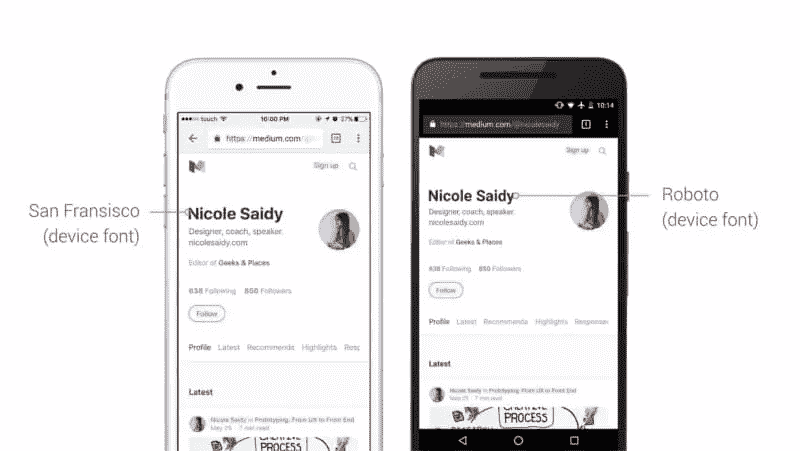 San Fransisco
(device font)
touch
10:00 PM
27%
https://medium.com/@
Sign up
Nicole Saidy
Designer, coach, speaker.
nicolesaidy.com
Editor of Geeks & Places
638 Following 850 Followers
Follow
Profile Latest Recommends Highlights Resp
Latest
Nicole Saidy in Prototyping: From UX to Front End
May 25 · 7 min read
CREATIVE
PROCESS
10:14
https://medium.com/@nicolesaidy
1
Sign up
Nicole Saidy
Designer, coach, speaker.
nicolesaidy.com
Editor of Geeks & Places
638 Following 850 Followers
Follow
Profile Latest Recommends Highlights Responses
Latest
Nicole Saidy in Prototyping: From UX to Front End
May 25 · 7 min read
CREATIVE
PROCESS
Roboto
(device font)